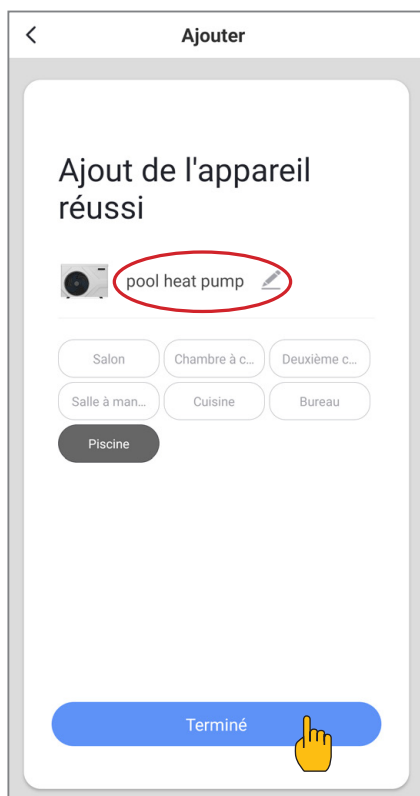 Ajouter
Ajout de l'appareil
réussi
pool heat pump
Salon Chambre à c... Deuxième c...
Salle à man... Cuisine Bureau
Piscine
Terminé